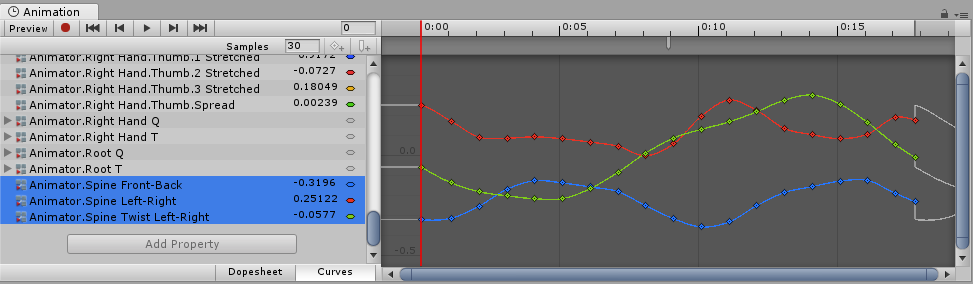 Animation
Preview 0 0:00 0:05 0:10 0:15
Samples 30
Animator.Right Hand.Thumb.1 Stretched
Animator.Right Hand.Thumb.2 Stretched -0.0727
Animator.Right Hand.Thumb.3 Stretched 0.18049
Animator.Right Hand.Thumb.Spread 0.00239
Animator.Right Hand Q
Animator.Right Hand T
Animator.Root Q 0.0
Animator.Root T
Animator.Spine Front-Back -0.3196
Animator.Spine Left-Right 0.25122
Animator.Spine Twist Left-Right -0.0577
Add Property -0.5
Dopesheet Curves